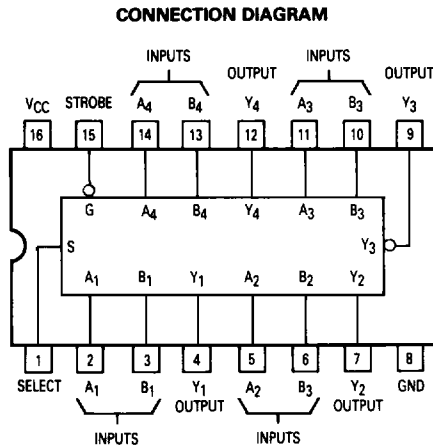 CONNECTION DIAGRAM
INPUTS INPUTS
OUTPUT OUTPUT
VCC STROBE A4 B4 Y4 A3 B3 Y3
16 15 14 13 12 11 10 9
G A4 B4 Y4 A3 B3
S Y3
A1 B1 Y1 A2 B2 Y2
1 2 3 4 5 6 7 8
SELECT A1 B1 Y1 A2 B3 Y2 GND
OUTPUT OUTPUT
INPUTS INPUTS